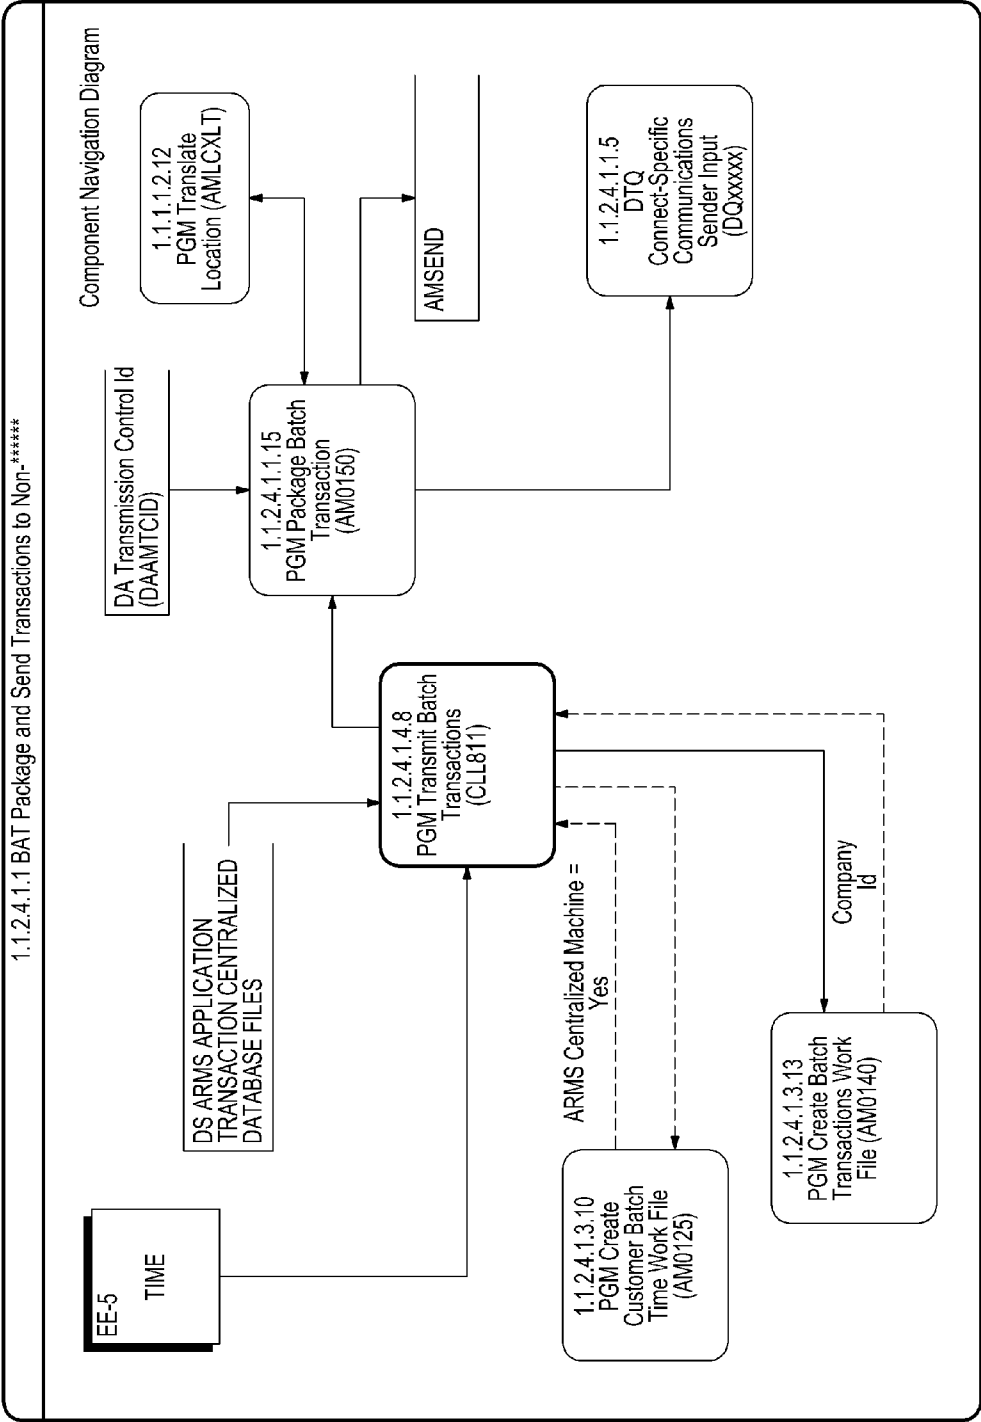 1.1.2.4.1.1 BAT Package and Send Transactions to Non-******
Component Navigation Diagram
EE-5
TIME
DS ARMS APPLICATION
TRANSACTION CENTRALIZED
DATABASE FILES
DA Transmission Control Id
(DAAMTCID)
1.1.1.1.2.12
PGM Translate
Location (AMLCXLT)
1.1.2.4.1.1.15
PGM Package Batch
Transaction
(AM0150)
AMSEND
1.1.2.4.1.4.8
PGM Transmit Batch
Transactions
(CLL811)
1.1.2.4.1.1.5
DTQ
Connect-Specific
Communications
Sender Input
(DQxxxxx)
ARMS Centralized Machine =
Yes
1.1.2.4.1.3.10
PGM Create
Customer Batch
Time Work File
(AM0125)
Company
Id
1.1.2.4.1.3.13
PGM Create Batch
Transactions Work
File (AM0140)